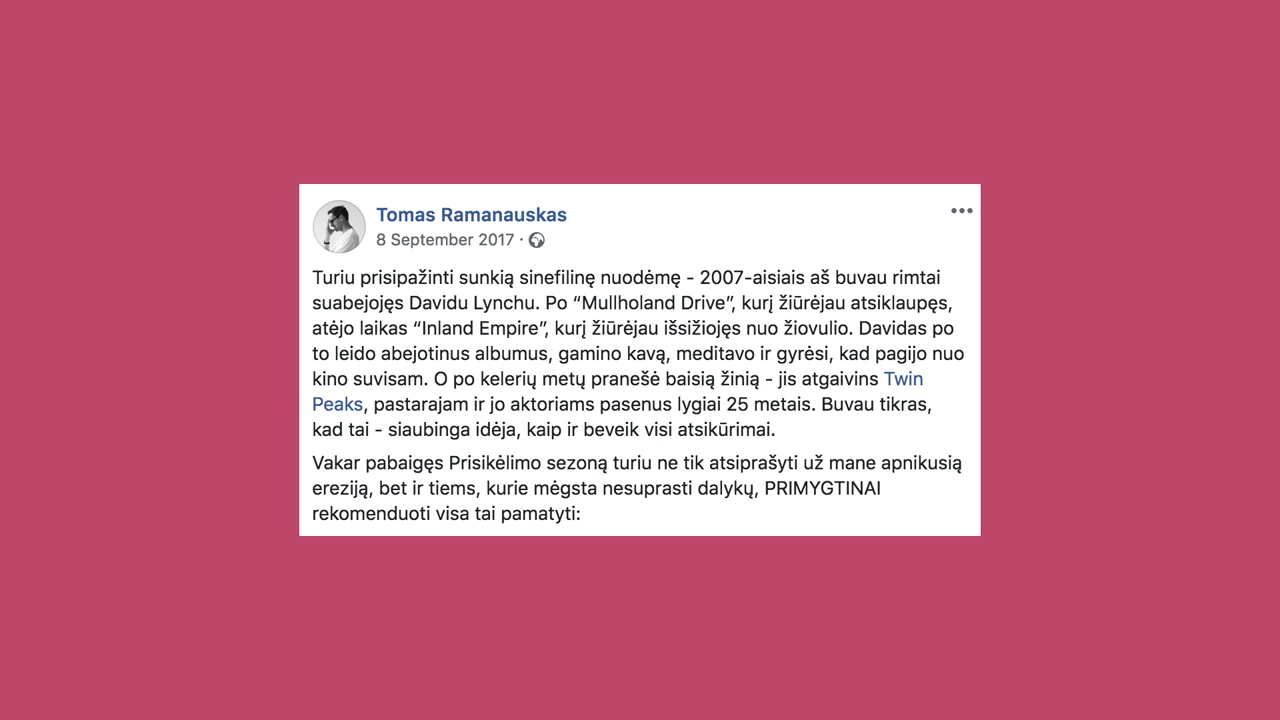 Tomas Ramanauskas
8 September 2017 ·
Turiu prisipažinti sunkią sinefilinę nuodėmę - 2007-aisiais aš buvau rimtai
suabejojęs Davidu Lynchu. Po “Mullholand Drive”, kurį žiūrėjau atsiklaupęs,
atėjo laikas “Inland Empire”, kurį žiūrėjau išsižiojęs nuo žiovulio. Davidas po
to leido abejotinus albumus, gamino kavą, meditavo ir gyrėsi, kad pagijo nuo
kino suvisam. O po kelerių metų pranešė baisią žinią - jis atgaivins Twin
Peaks, pastarajam ir jo aktoriams pasenus lygiai 25 metais. Buvau tikras,
kad tai - siaubinga idėja, kaip ir beveik visi atsikūrimai.
Vakar pabaigęs Prisikėlimo sezoną turiu ne tik atsiprašyti už mane apnikusią
ereziją, bet ir tiems, kurie mėgsta nesuprasti dalykų, PRIMYGTINAI
rekomenduoti visa tai pamatyti: